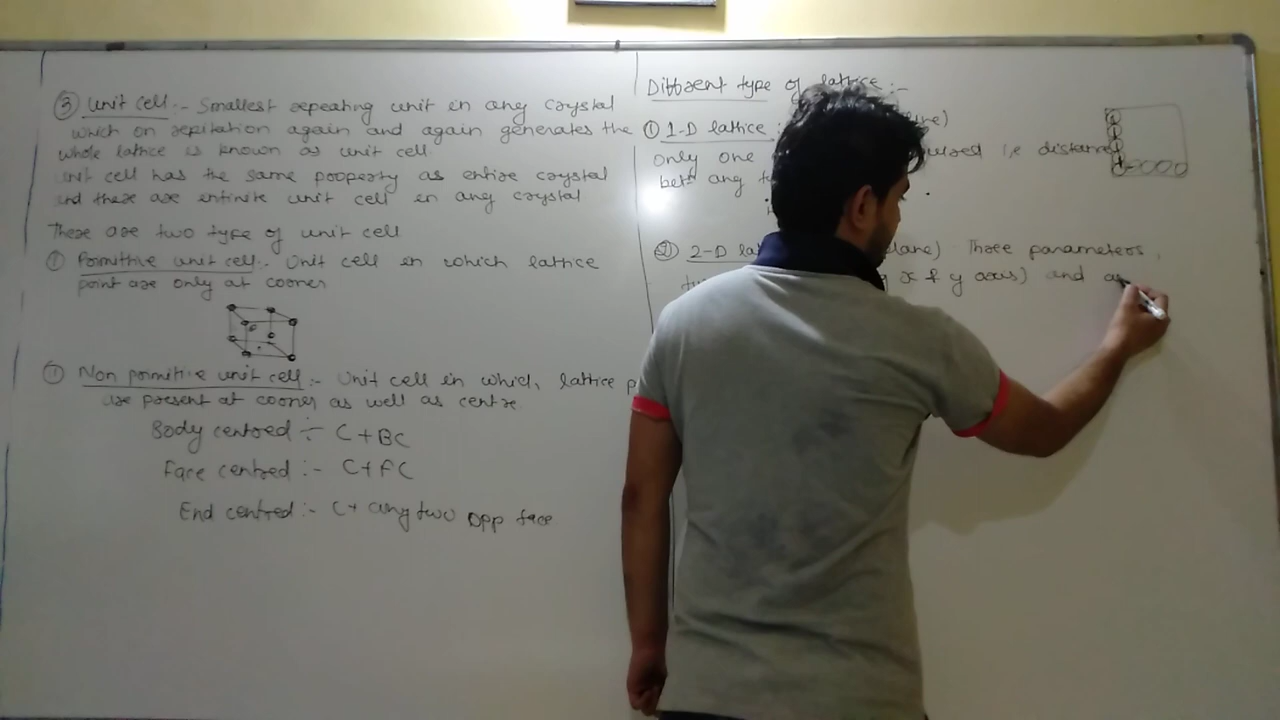 ③ Unit cell :- Smallest repeating unit in any crystal
which on repitation again and again generates the
whole lattice is known as unit cell.
Unit cell has the same property as entire crystal
and there are infinite unit cell in any crystal
There are two type of unit cell
① Primitive unit cell :- Unit cell in which lattice
point are only at corner
① Non primitive unit cell :- Unit cell in which, lattice p
are present at corner as well as centre.
Body centred :- C + BC
Face centred :- C + FC
End centred :- C + any two opp face
Different type of lattice :-
① 1-D lattice :
only one i,e distance
betn any
② 2-D lane) Three parameters,
x & y axis) and